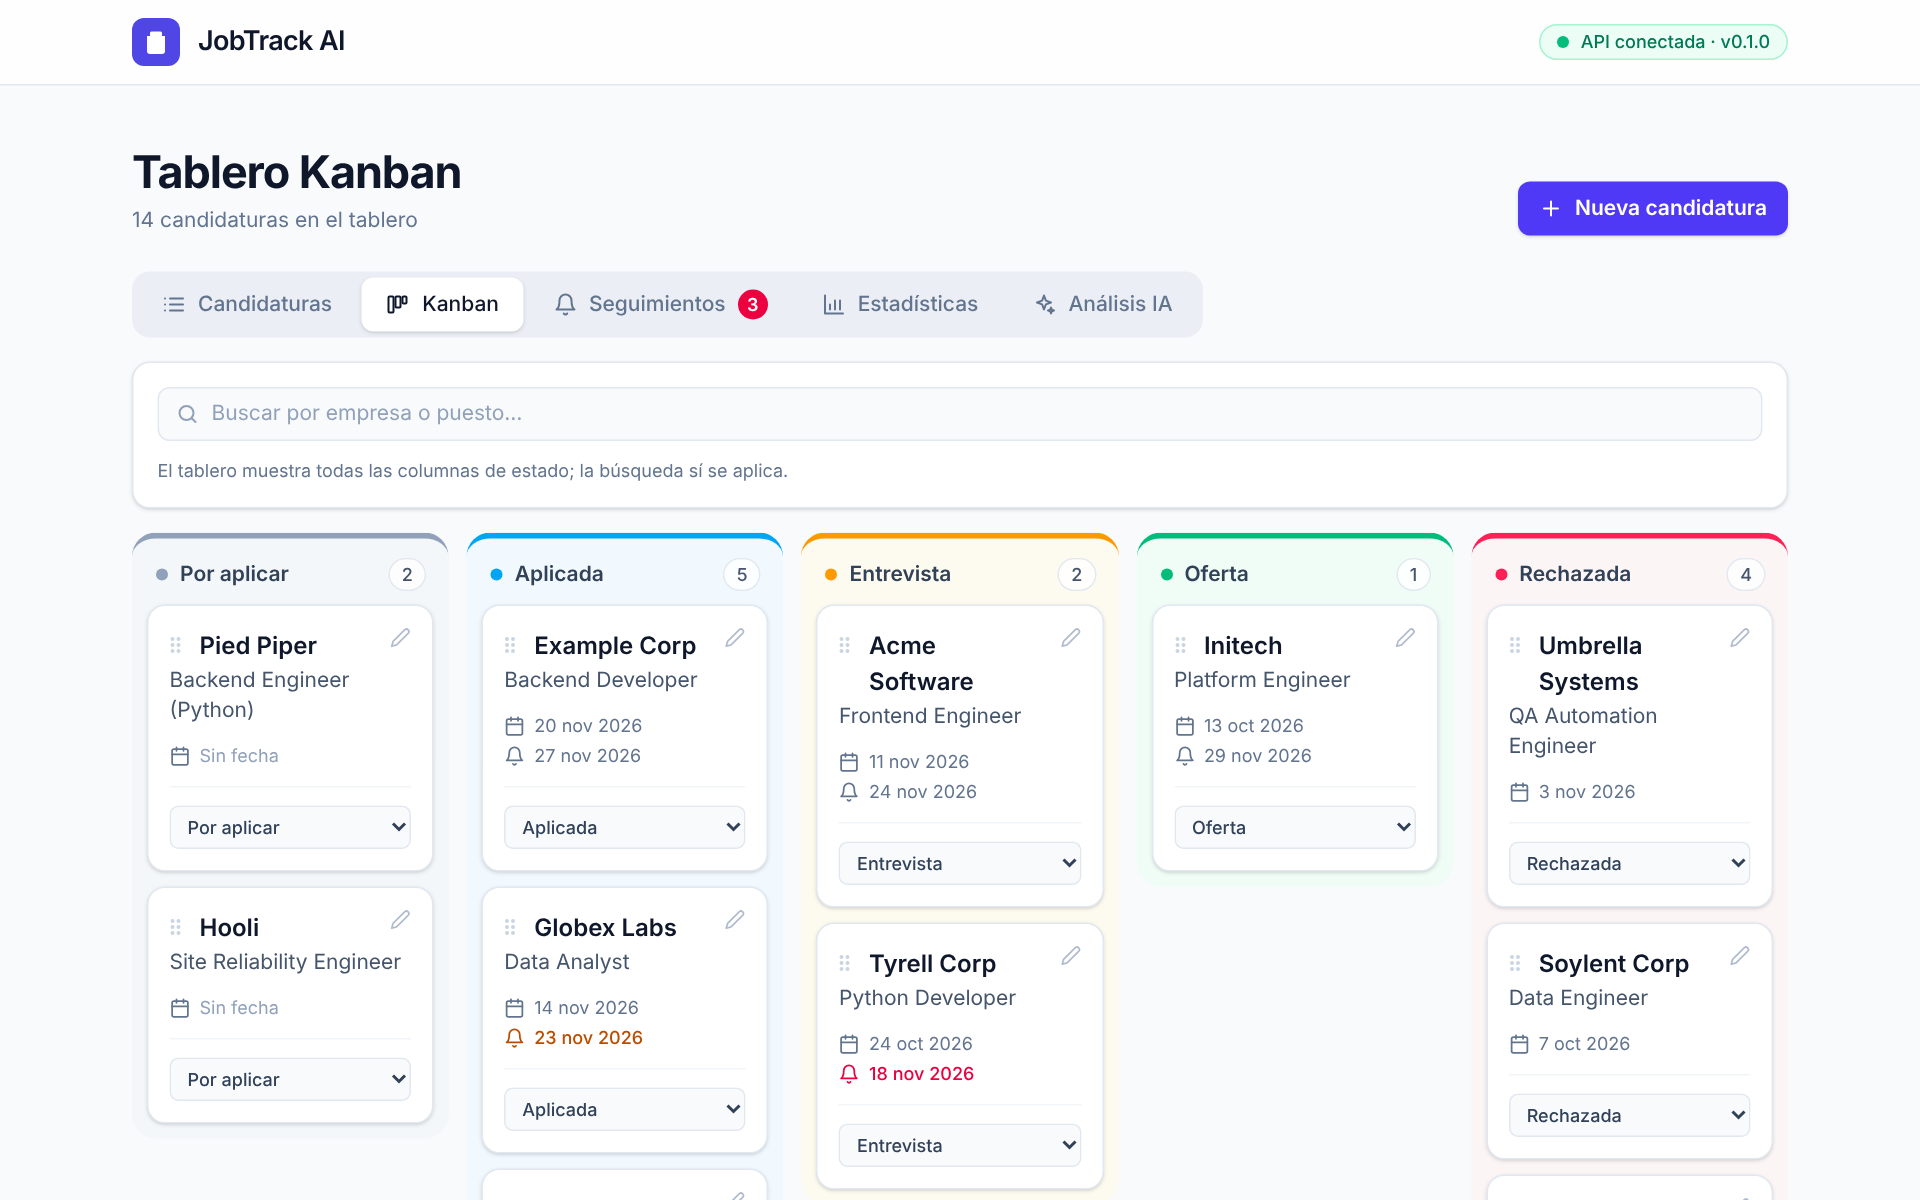 JobTrack AI
API conectada · v0.1.0
Tablero Kanban
14 candidaturas en el tablero
Nueva candidatura
Candidaturas
Kanban
Seguimientos 3
Estadísticas
Análisis IA
Buscar por empresa o puesto...
El tablero muestra todas las columnas de estado; la búsqueda sí se aplica.
Por aplicar 2
Pied Piper
Backend Engineer
(Python)
Sin fecha
Por aplicar
Hooli
Site Reliability Engineer
Sin fecha
Por aplicar
Aplicada 5
Example Corp
Backend Developer
20 nov 2026
27 nov 2026
Aplicada
Globex Labs
Data Analyst
14 nov 2026
23 nov 2026
Aplicada
Entrevista 2
Acme
Software
Frontend Engineer
11 nov 2026
24 nov 2026
Entrevista
Tyrell Corp
Python Developer
24 oct 2026
18 nov 2026
Entrevista
Oferta 1
Initech
Platform Engineer
13 oct 2026
29 nov 2026
Oferta
Rechazada 4
Umbrella
Systems
QA Automation
Engineer
3 nov 2026
Rechazada
Soylent Corp
Data Engineer
7 oct 2026
Rechazada